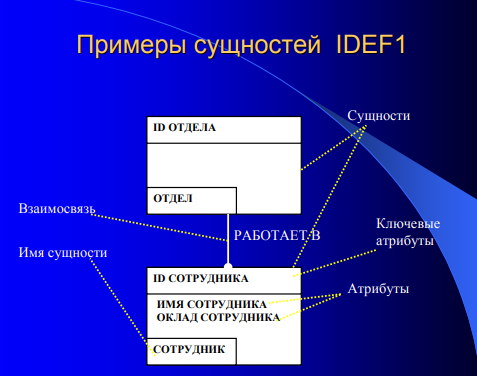 Примеры сущностей IDEF1
Сущности
ID ОТДЕЛА
ОТДЕЛ
Взаимосвязь
РАБОТАЕТ В
Ключевые
атрибуты
Имя сущности
ID СОТРУДНИКА
ИМЯ СОТРУДНИКА
ОКЛАД СОТРУДНИКА
Атрибуты
СОТРУДНИК